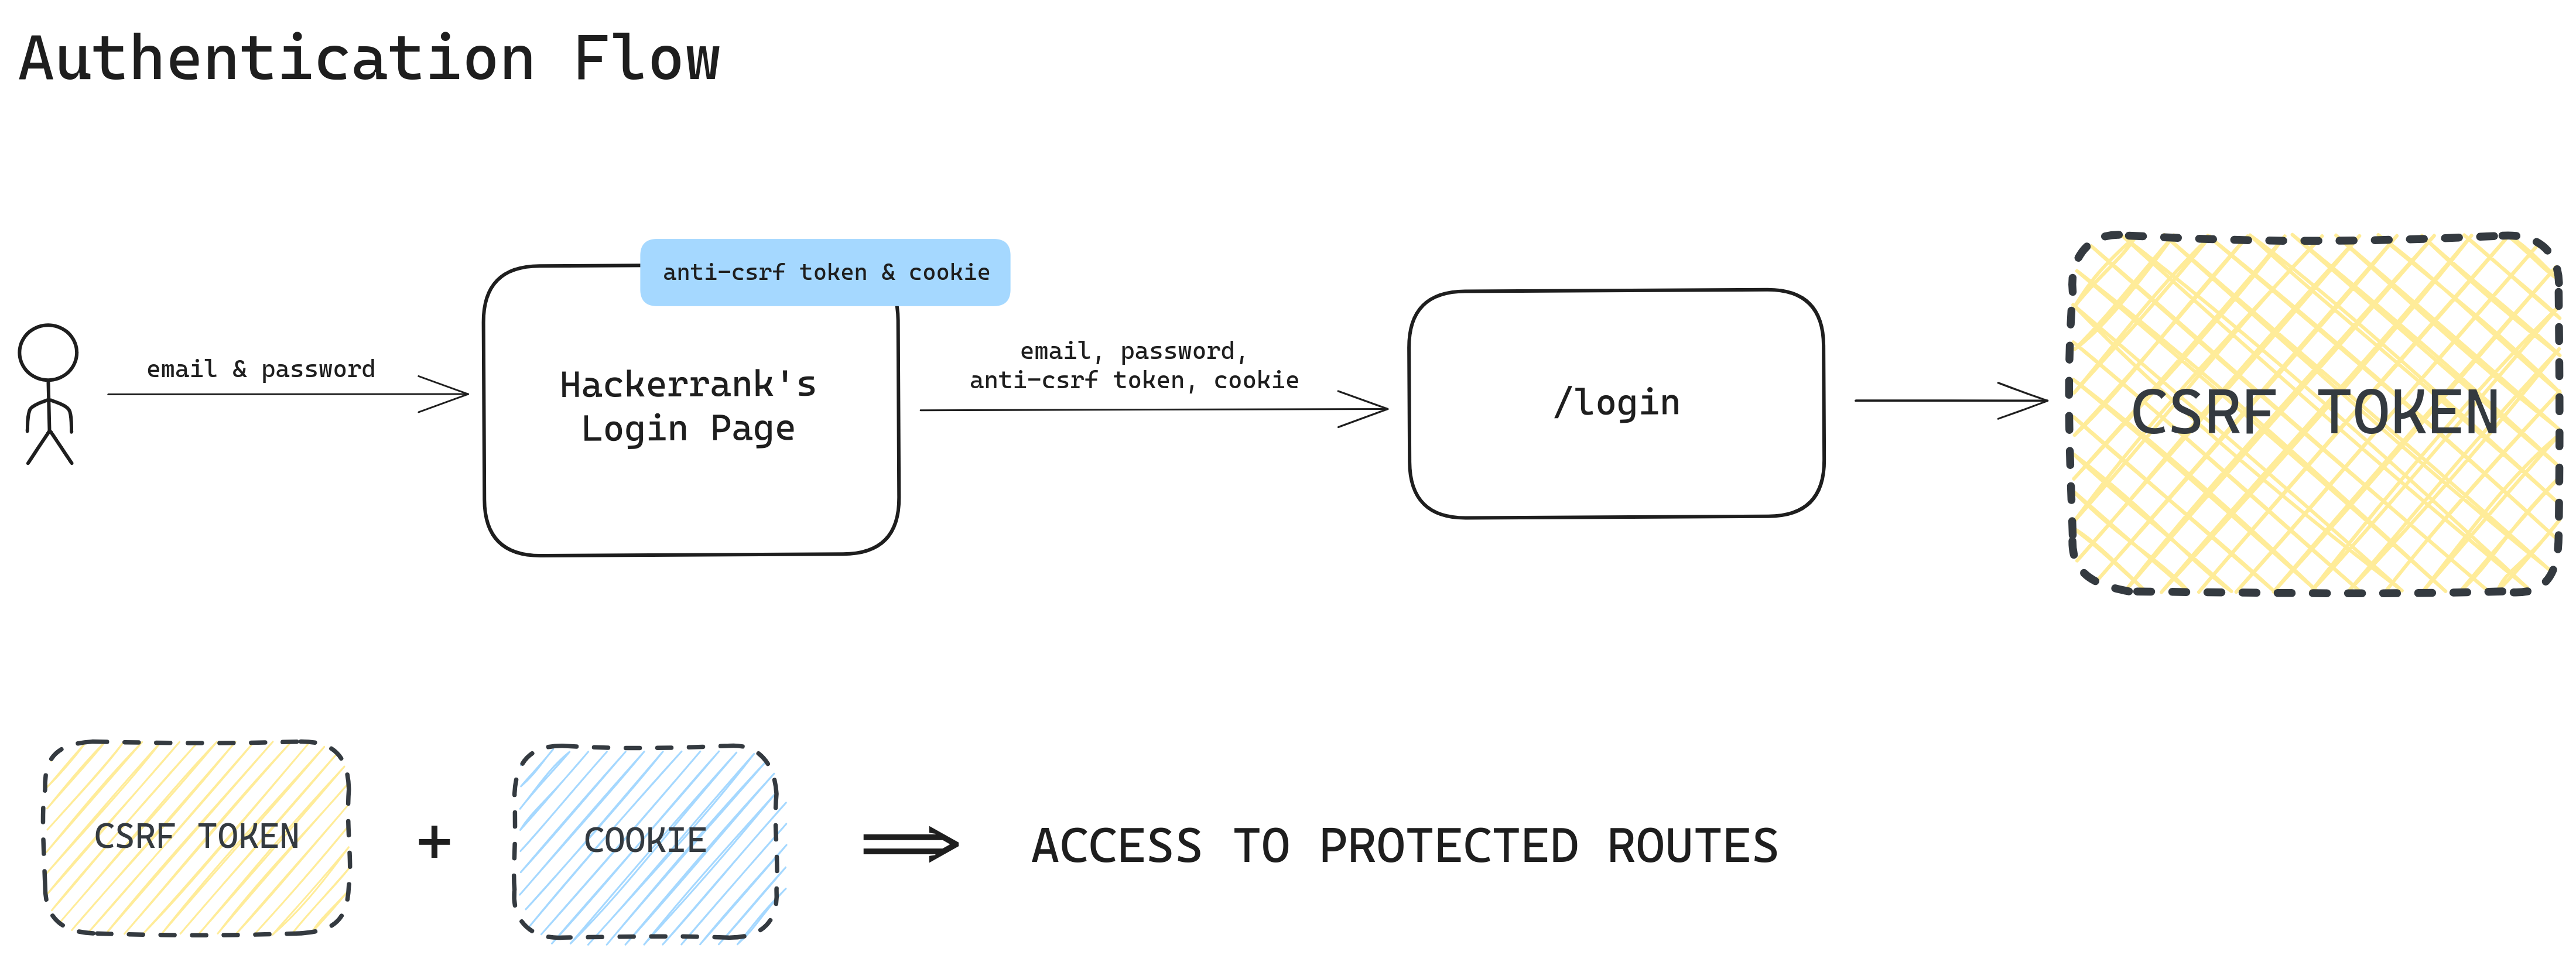 Authentication Flow
anti-csrf token & cookie
email & password
Hackerrank's
Login Page
email, password,
anti-csrf token, cookie
/login
CSRF TOKEN
CSRF TOKEN
+
COOKIE
⇒
ACCESS TO PROTECTED ROUTES